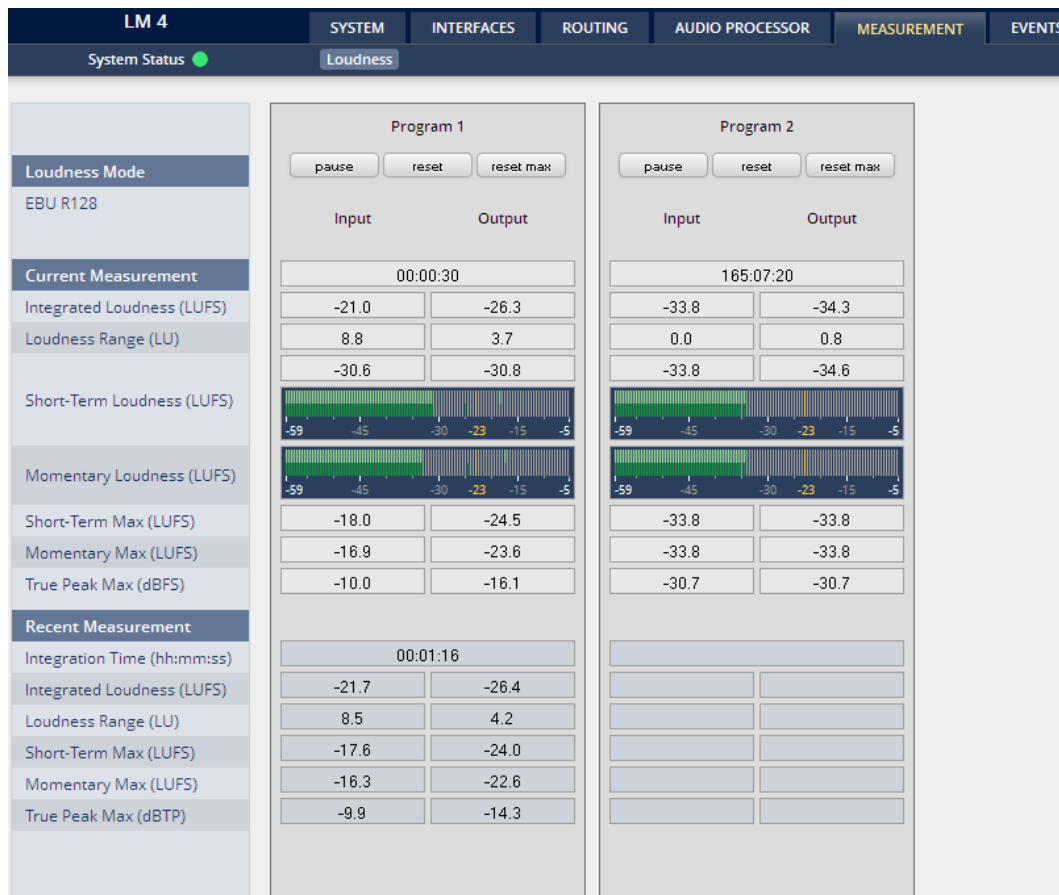 LM 4 SYSTEM INTERFACES ROUTING AUDIO PROCESSOR MEASUREMENT EVENTS
System Status Loudness
Program 1 Program 2
pause reset reset max pause reset reset max
Loudness Mode
EBU R128
Input Output Input Output
Current Measurement 00:00:30 165:07:20
Integrated Loudness (LUFS) -21.0 -26.3 -33.8 -34.3
Loudness Range (LU) 8.8 3.7 0.0 0.8
-30.6 -30.8 -33.8 -34.6
Short-Term Loudness (LUFS)
-59 -45 -30 -23 -15 -5 -59 -45 -30 -23 -15 -5
Momentary Loudness (LUFS)
-59 -45 -30 -23 -15 -5 -59 -45 -30 -23 -15 -5
Short-Term Max (LUFS) -18.0 -24.5 -33.8 -33.8
Momentary Max (LUFS) -16.9 -23.6 -33.8 -33.8
True Peak Max (dBFS) -10.0 -16.1 -30.7 -30.7
Recent Measurement
Integration Time (hh:mm:ss) 00:01:16
Integrated Loudness (LUFS) -21.7 -26.4
Loudness Range (LU) 8.5 4.2
Short-Term Max (LUFS) -17.6 -24.0
Momentary Max (LUFS) -16.3 -22.6
True Peak Max (dBTP) -9.9 -14.3